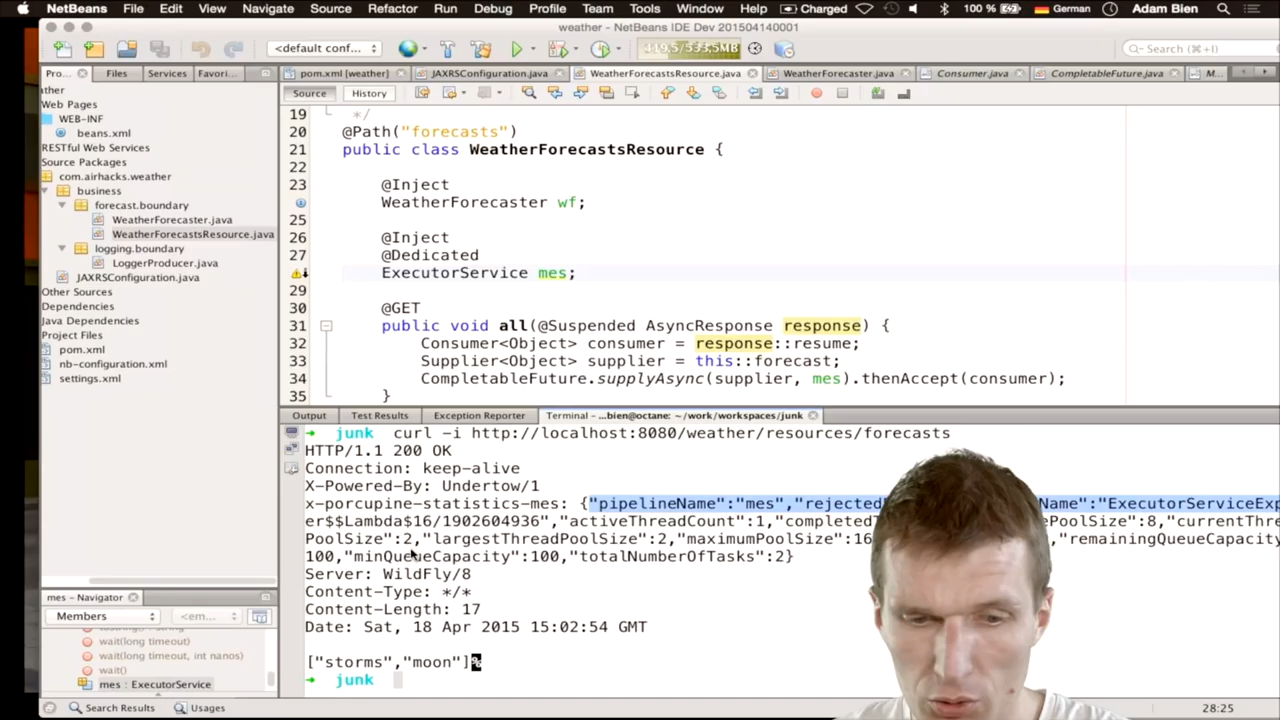 NetBeans File Edit View Navigate Source Refactor Run Debug Profile Team Tools Window Help Charged 100 % German Adam Bien
weather - NetBeans IDE Dev 201504140001
<default conf... 419.5/533.5MB Search (⌘+I)
Pro... Files Services Favori... pom.xml [weather] JAXRSConfiguration.java WeatherForecastsResource.java WeatherForecaster.java Consumer.java CompletableFuture.java M...
Source History
ather
Web Pages
WEB-INF
beans.xml
RESTful Web Services
Source Packages
com.airhacks.weather
business
forecast.boundary
WeatherForecaster.java
WeatherForecastsResource.java
logging.boundary
LoggerProducer.java
JAXRSConfiguration.java
Other Sources
Dependencies
Java Dependencies
Project Files
pom.xml
nb-configuration.xml
settings.xml
19 */
20 @Path("forecasts")
21 public class WeatherForecastsResource {
22
23 @Inject
WeatherForecaster wf;
25
26 @Inject
27 @Dedicated
ExecutorService mes;
29
30 @GET
31 public void all(@Suspended AsyncResponse response) {
32 Consumer<Object> consumer = response::resume;
33 Supplier<Object> supplier = this::forecast;
34 CompletableFuture.supplyAsync(supplier, mes).thenAccept(consumer);
35 }
Output Test Results Exception Reporter Terminal - ...bien@octane: ~/work/workspaces/junk
→ junk curl -i http://localhost:8080/weather/resources/forecasts
HTTP/1.1 200 OK
Connection: keep-alive
X-Powered-By: Undertow/1
x-porcupine-statistics-mes: {"pipelineName":"mes","rejected Name":"ExecutorServiceExp
er$$Lambda$16/1902604936","activeThreadCount":1,"completedT ePoolSize":8,"currentThre
PoolSize":2,"largestThreadPoolSize":2,"maximumPoolSize":16 "remainingQueueCapacity
100,"minQueueCapacity":100,"totalNumberOfTasks":2}
Server: WildFly/8
Content-Type: */*
Content-Length: 17
Date: Sat, 18 Apr 2015 15:02:54 GMT
["storms","moon"]%
→ junk
mes - Navigator
Members <em...
wait(long timeout)
wait(long timeout, int nanos)
wait()
mes : ExecutorService
Search Results Usages 28:25